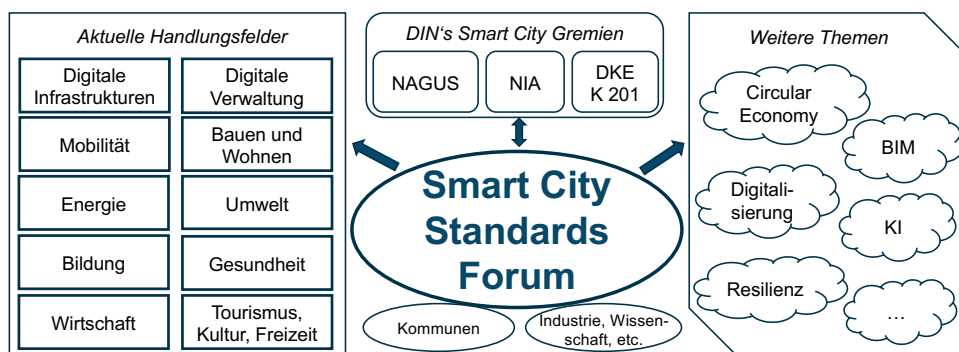 Aktuelle Handlungsfelder
Digitale
Infrastrukturen
Digitale
Verwaltung
Mobilität
Bauen und
Wohnen
Energie
Umwelt
Bildung
Gesundheit
Wirtschaft
Tourismus,
Kultur, Freizeit
DIN's Smart City Gremien
NAGUS
NIA
DKE
K 201
Smart City
Standards
Forum
Kommunen
Industrie, Wissen-
schaft, etc.
Weitere Themen
Circular
Economy
BIM
Digitali-
sierung
KI
Resilienz
...